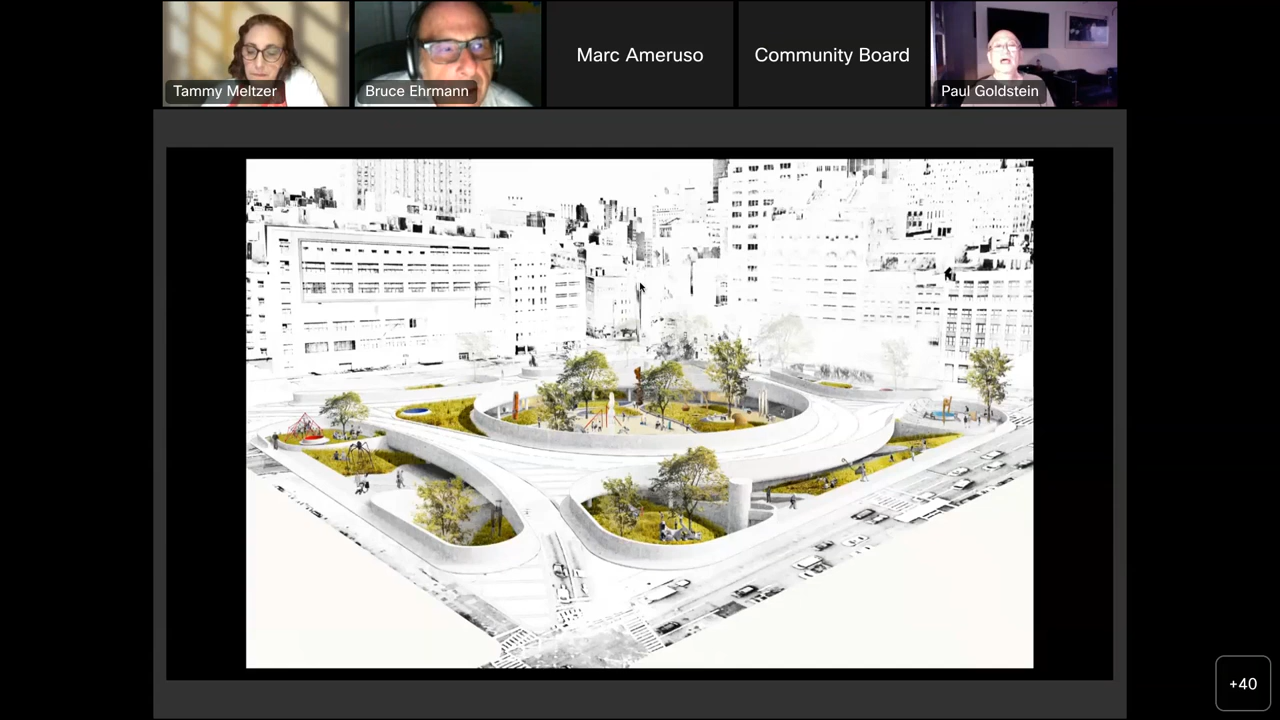 Tammy Meltzer
Bruce Ehrmann
Marc Ameruso
Community Board
Paul Goldstein
+40